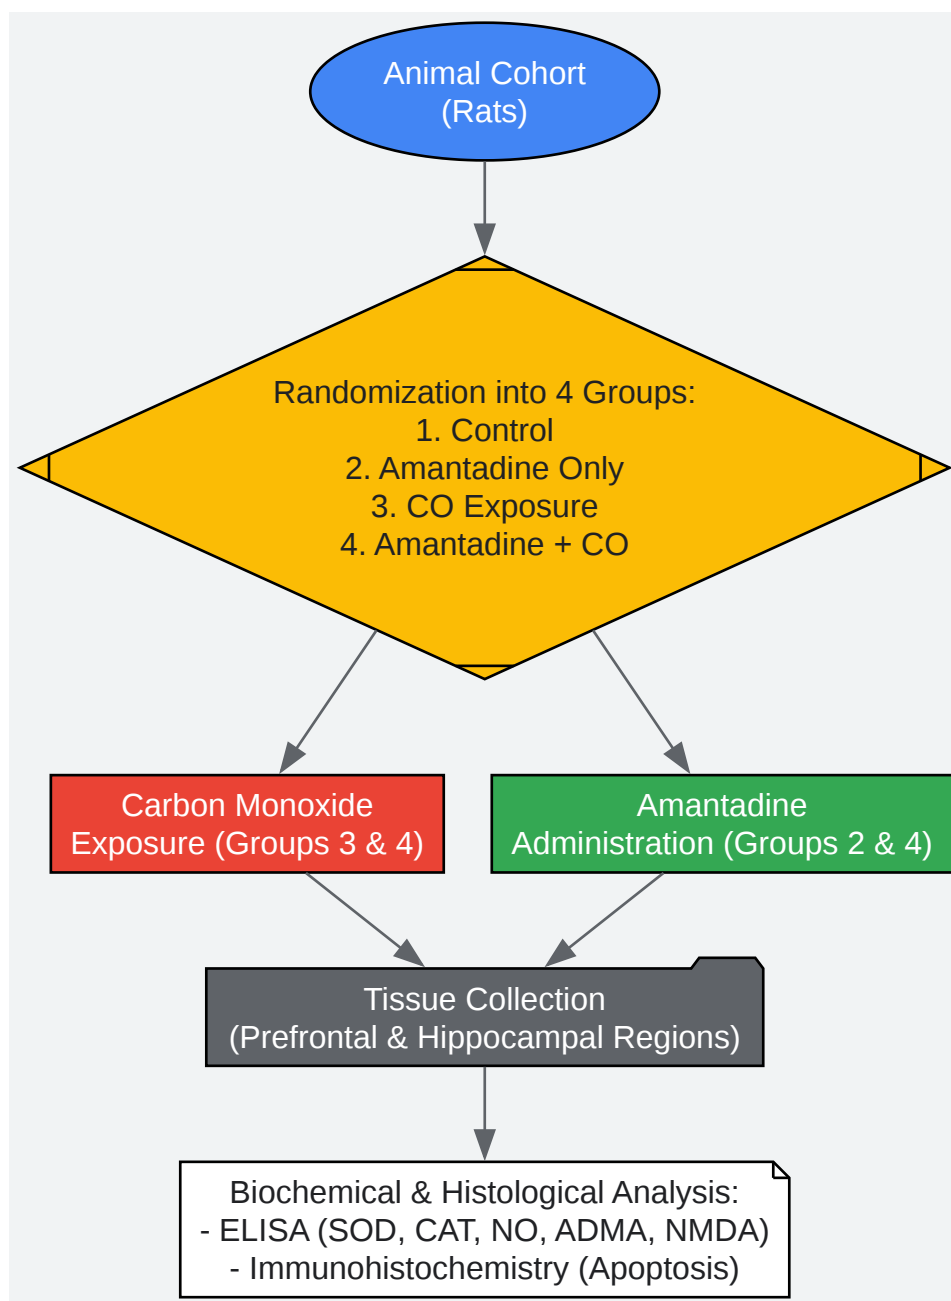 Animal Cohort
(Rats)
Randomization into 4 Groups:
1. Control
2. Amantadine Only
3. CO Exposure
4. Amantadine + CO
Carbon Monoxide
Exposure (Groups 3 & 4)
Amantadine
Administration (Groups 2 & 4)
Tissue Collection
(Prefrontal & Hippocampal Regions)
Biochemical & Histological Analysis:
- ELISA (SOD, CAT, NO, ADMA, NMDA)
- Immunohistochemistry (Apoptosis)